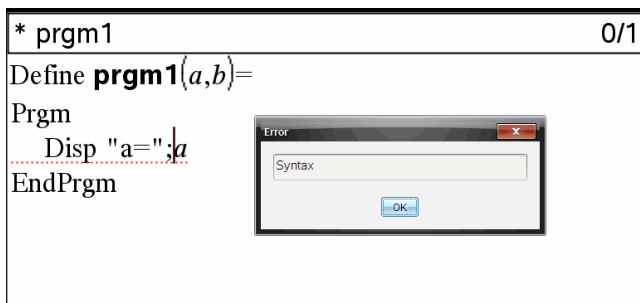 * prgm1 0/1
Define prgm1(a,b)=
Prgm
Disp "a=";a
EndPrgm
Error
Syntax
OK